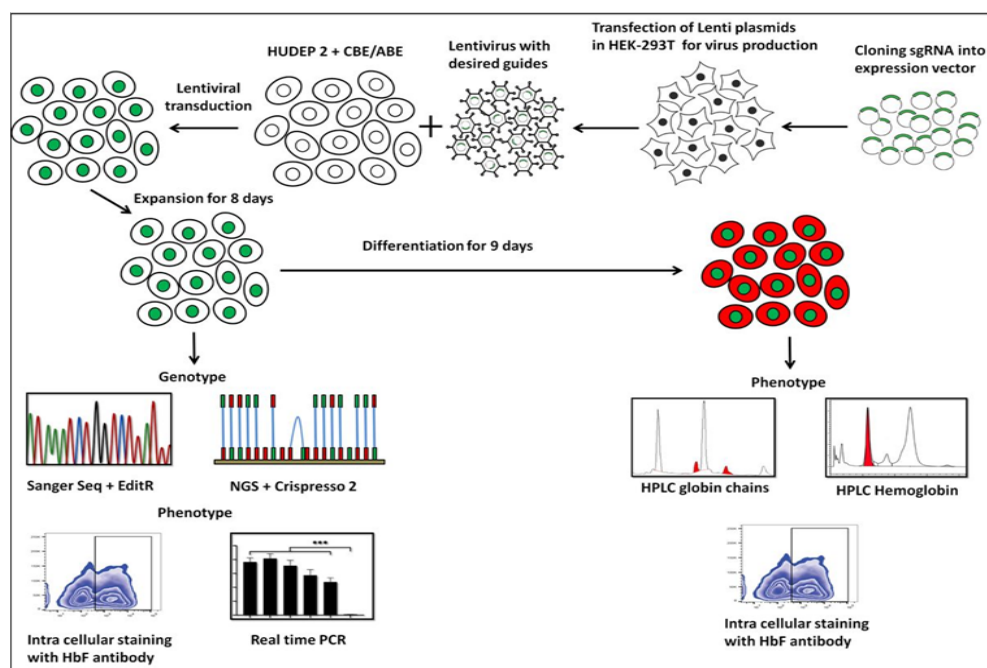 Cloning sgRNA into
expression vector
Transfection of Lenti plasmids
in HEK-293T for virus production
Lentivirus with
desired guides
HUDEP 2 + CBE/ABE
Lentiviral
transduction
Expansion for 8 days
Differentiation for 9 days
Genotype
Sanger Seq + EditR
NGS + Crispresso 2
Phenotype
Intra cellular staining
with HbF antibody
Real time PCR
Phenotype
HPLC globin chains
HPLC Hemoglobin
Intra cellular staining
with HbF antibody